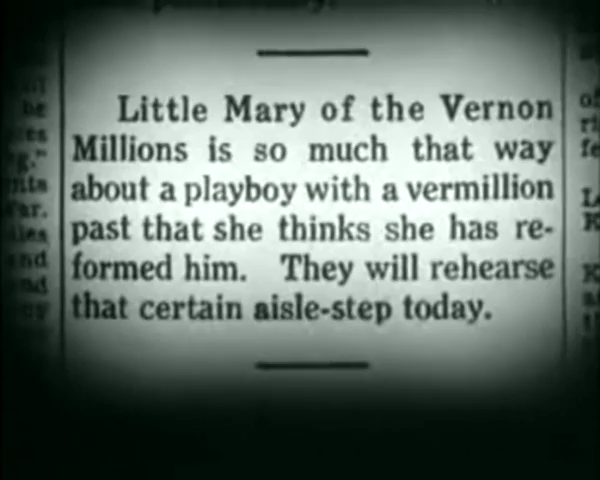 Little Mary of the Vernon
Millions is so much that way
about a playboy with a vermillion
past that she thinks she has re-
formed him. They will rehearse
that certain aisle-step today.